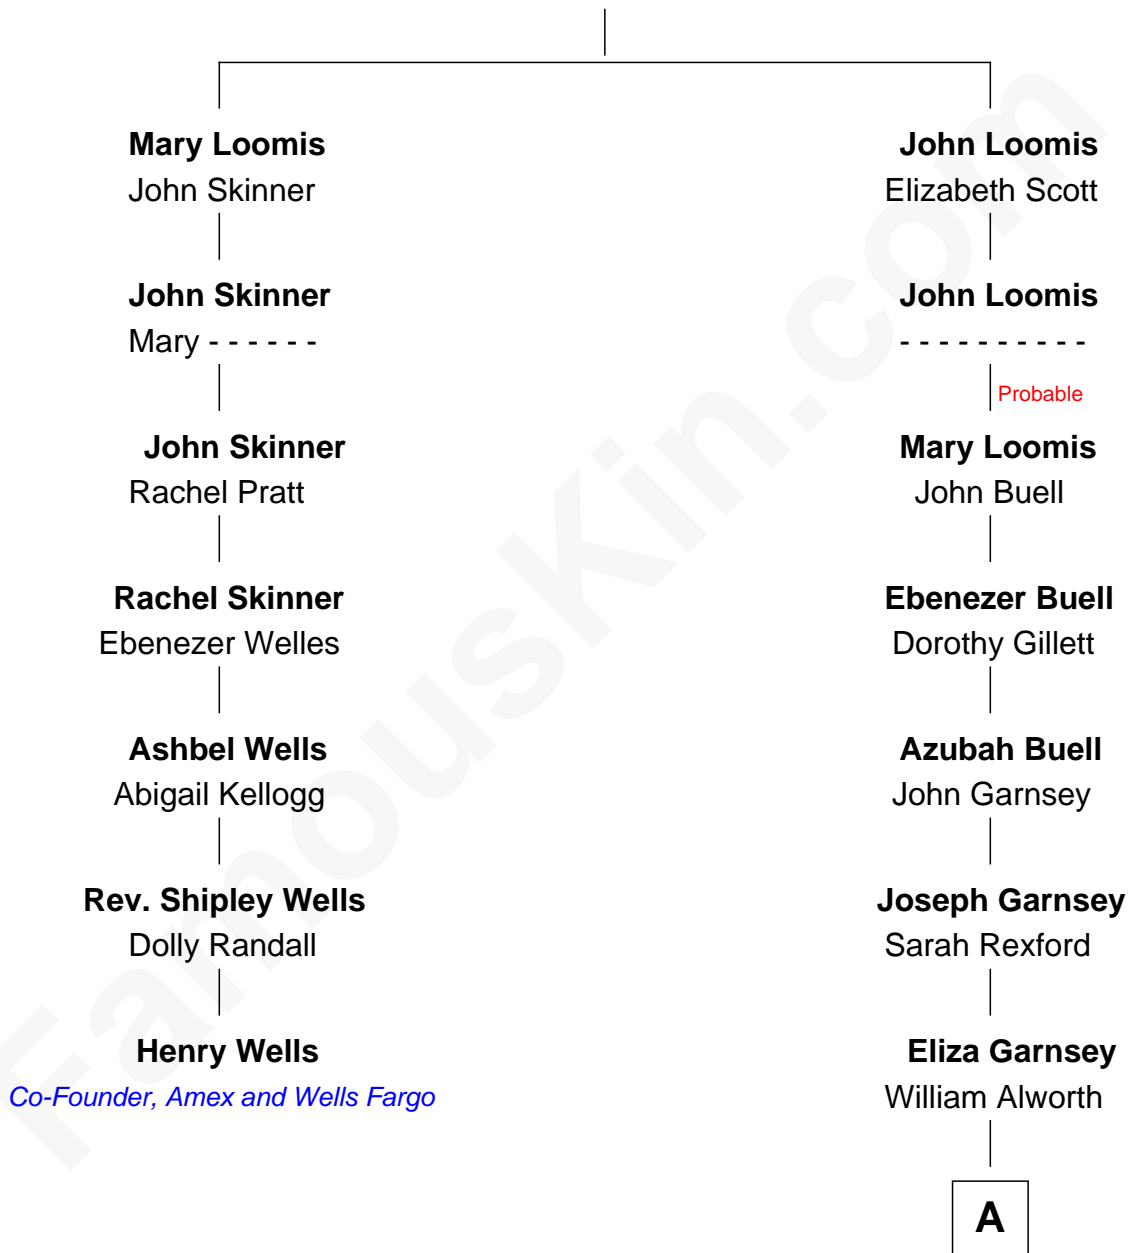 Mary Loomis
John Skinner
John Loomis
Elizabeth Scott
John Skinner
Mary - - - - - -
John Loomis
- - - - - - - - - -
Probable
John Skinner
Rachel Pratt
Mary Loomis
John Buell
Rachel Skinner
Ebenezer Welles
Ebenezer Buell
Dorothy Gillett
Ashbel Wells
Abigail Kellogg
Azubah Buell
John Garnsey
Rev. Shipley Wells
Dolly Randall
Joseph Garnsey
Sarah Rexford
Henry Wells
Co-Founder, Amex and Wells Fargo
Eliza Garnsey
William Alworth
A
FamousKin.com